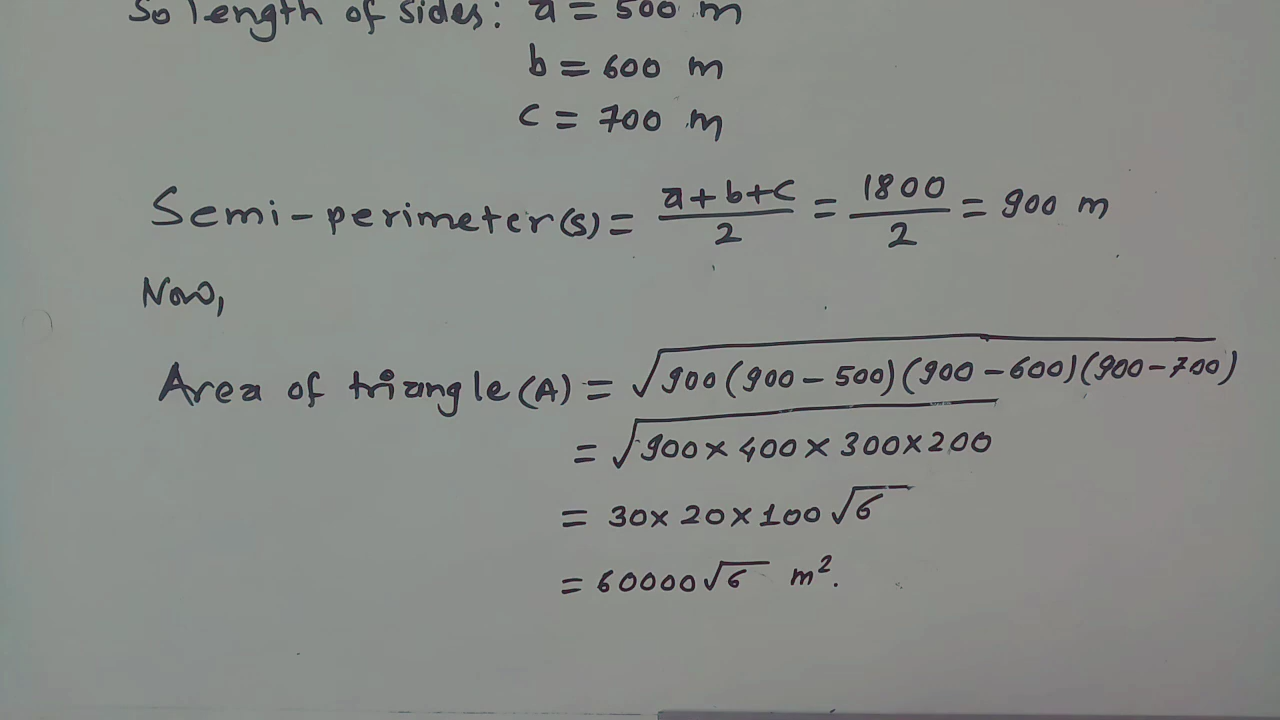 So length of sides: a = 500 m
b = 600 m
c = 700 m
Semi-perimeter(s) = (a+b+c)/2 = 1800/2 = 900 m
Now,
Area of triangle (A) = √(900(900-500)(900-600)(900-700))
= √(900×400×300×200)
= 30×20×100√6
= 60000√6 m².